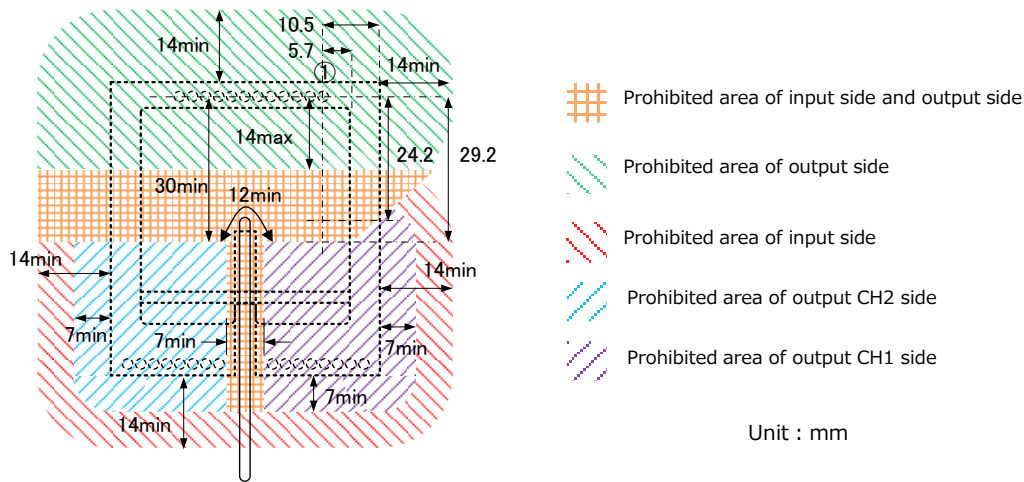 10.5
14min
5.7
14min
①
14max
24.2
29.2
30min
12min
14min
14min
7min
7min
7min
7min
14min
Prohibited area of input side and output side
Prohibited area of output side
Prohibited area of input side
Prohibited area of output CH2 side
Prohibited area of output CH1 side
Unit : mm